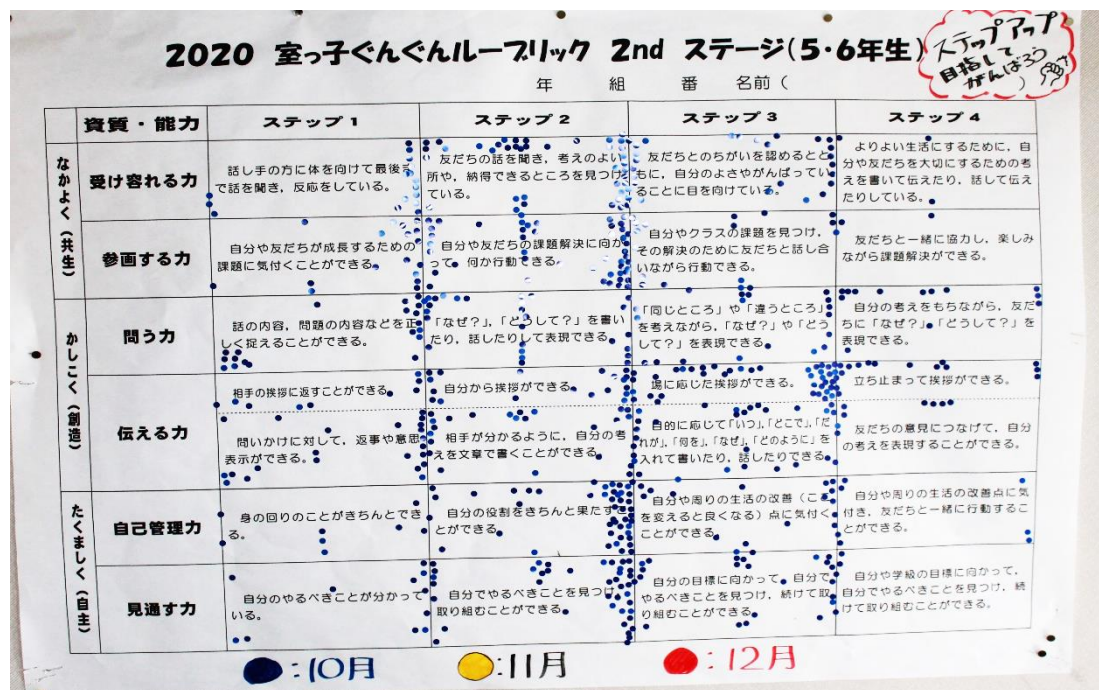 2020 室っ子ぐんぐんルーブリック 2nd ステージ(5・6年生)
ステップアップ
目指して
がんばろう
年 組 番 名前( )
資質・能力 ステップ1 ステップ2 ステップ3 ステップ4
なかよく(共生)
受け容れる力
話し手の方に体を向けて最後ま
で話を聞き,反応をしている。
友だちの話を聞き,考えのよい
所や,納得できるところを見つけ
ている。
友だちとのちがいを認めるとと
もに,自分のよさやがんばってい
ることに目を向けている。
よりよい生活にするために,自
分や友だちを大切にするための考
えを書いて伝えたり,話して伝え
たりしている。
参画する力
自分や友だちが成長するための
課題に気付くことができる。
自分や友だちの課題解決に向か
って,何か行動できる。
自分やクラスの課題を見つけ,
その解決のために友だちと話し合
いながら行動できる。
友だちと一緒に協力し,楽しみ
ながら課題解決ができる。
かしこく(創造)
問う力
話の内容,問題の内容などを正
しく捉えることができる。
「なぜ?」,「どうして?」を書い
たり,話したりして表現できる。
「同じところ」や「違うところ」
を考えながら,「なぜ?」や「どう
して?」を表現できる。
自分の考えをもちながら,友だ
ちに「なぜ?」,「どうして?」を
表現できる。
伝える力
相手の挨拶に返すことができる。
自分から挨拶ができる。
場に応じた挨拶ができる。
立ち止まって挨拶ができる。
問いかけに対して,返事や意思
表示ができる。
相手が分かるように,自分の考
えを文章で書くことができる。
目的に応じて「いつ」,「どこで」,「だ
れが」,「何を」,「なぜ」,「どのように」を
入れて書いたり,話したりできる。
友だちの意見につなげて,自分
の考えを表現することができる。
たくましく(自主)
自己管理力
身の回りのことがきちんとでき
る。
自分の役割をきちんと果たすこ
とができる。
自分や周りの生活の改善(ここ
を変えると良くなる)点に気付く
ことができる。
自分や周りの生活の改善点に気
付き,友だちと一緒に行動するこ
とができる。
見通す力
自分のやるべきことが分かって
いる。
自分でやるべきことを見つけ,
取り組むことができる。
自分の目標に向かって,自分で
やるべきことを見つけ,続けて取
り組むことができる。
自分や学級の目標に向かって,
自分でやるべきことを見つけ,続
けて取り組むことができる。
:10月 :11月 :12月